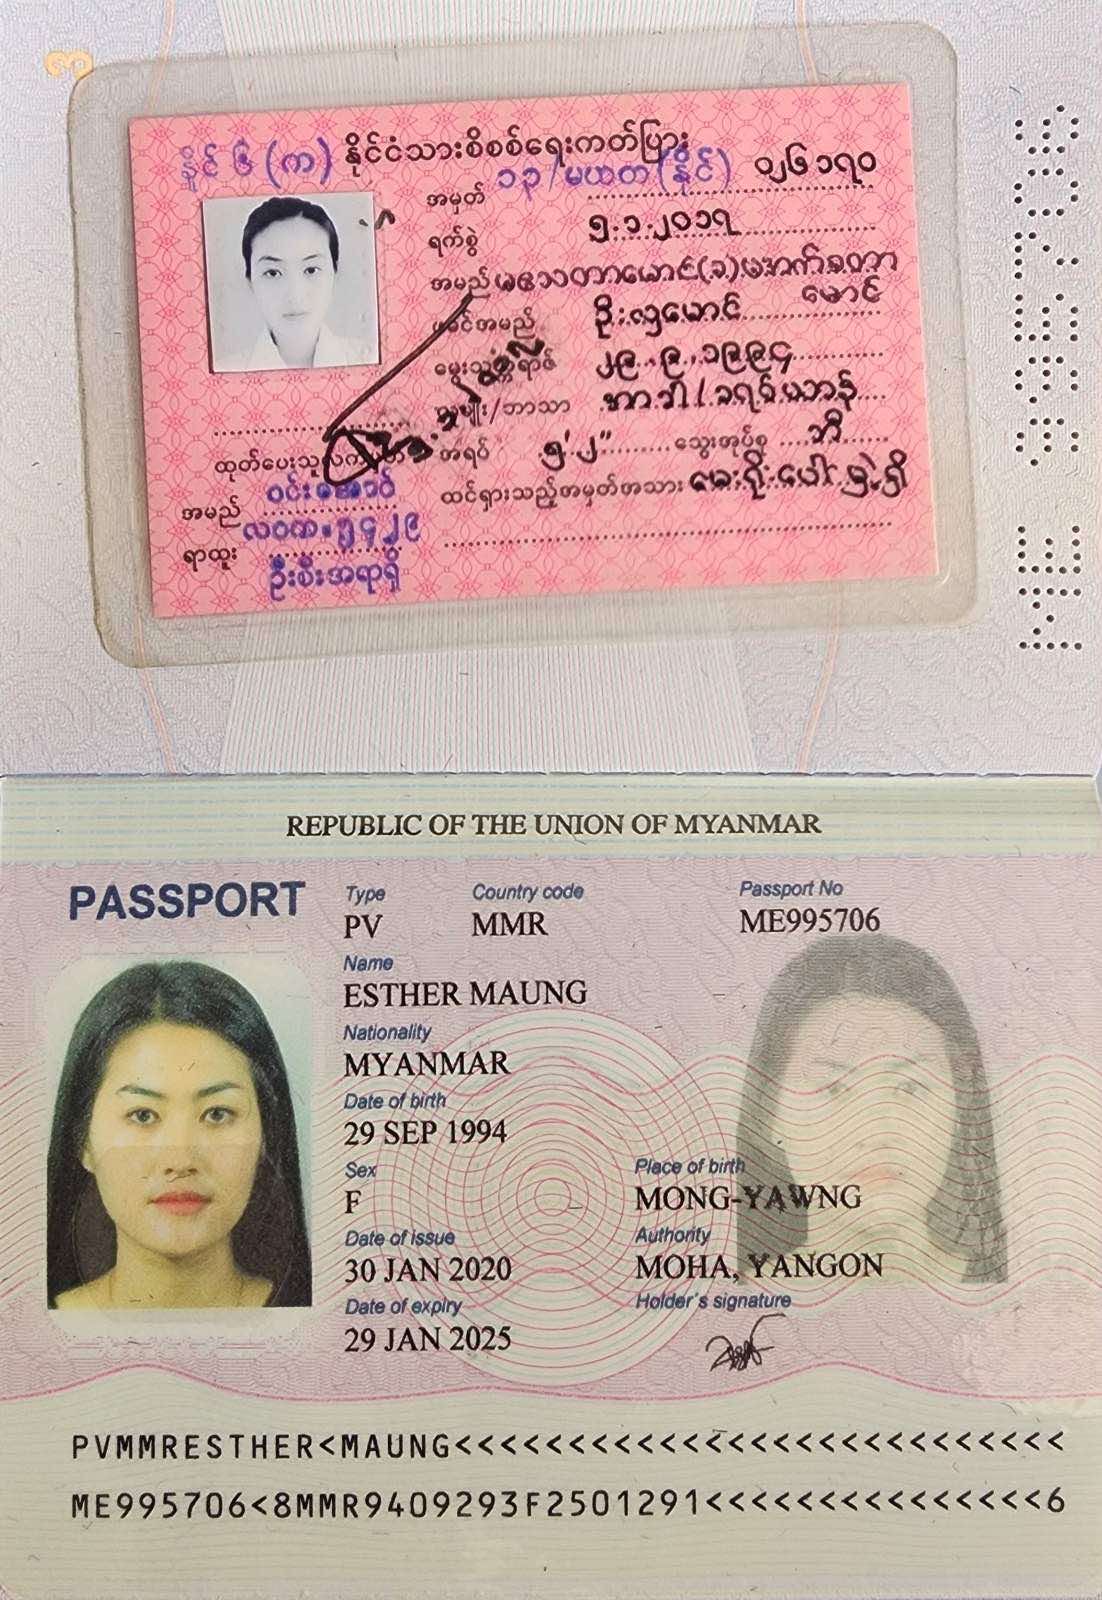 နိုင် ၆ (က) နိုင်ငံသားစိစစ်ရေးကတ်ပြား
အမှတ် ၁၃/မယတ (နိုင်) ၀၂၆၁၇၀
ရက်စွဲ ၅.၁.၂၀၁၇
အမည် မဧသတာမောင်(ခ)မအက်စတာ
မောင်
ဖခင်အမည် ဦးလှမောင်
မွေးသက္ကရာဇ် ၂၉.၉.၁၉၉၄
လူမျိုး/ဘာသာ အာခါ/ခရစ်ယာန်
အရပ် ၅'၂" သွေးအုပ်စု ဘီ
ထင်ရှားသည့်အမှတ်အသား မေးရိုးပေါ်မှဲ့ရှိ
ထုတ်ပေးသူ
အမည် ဝင်းအောင်
လဝက-၅၄၂၉
ရာထူး ဦးစီးအရာရှိ
ME 995706
REPUBLIC OF THE UNION OF MYANMAR
PASSPORT
Type Country code Passport No
PV MMR ME995706
Name
ESTHER MAUNG
Nationality
MYANMAR
Date of birth
29 SEP 1994
Sex Place of birth
F MONG-YAWNG
Date of issue Authority
30 JAN 2020 MOHA, YANGON
Date of expiry Holder's signature
29 JAN 2025
PVMMRESTHER<MAUNG<<<<<<<<<<<<<<<<<<<<<<<<<<<
ME995706<8MMR9409293F2501291<<<<<<<<<<<<<<<6